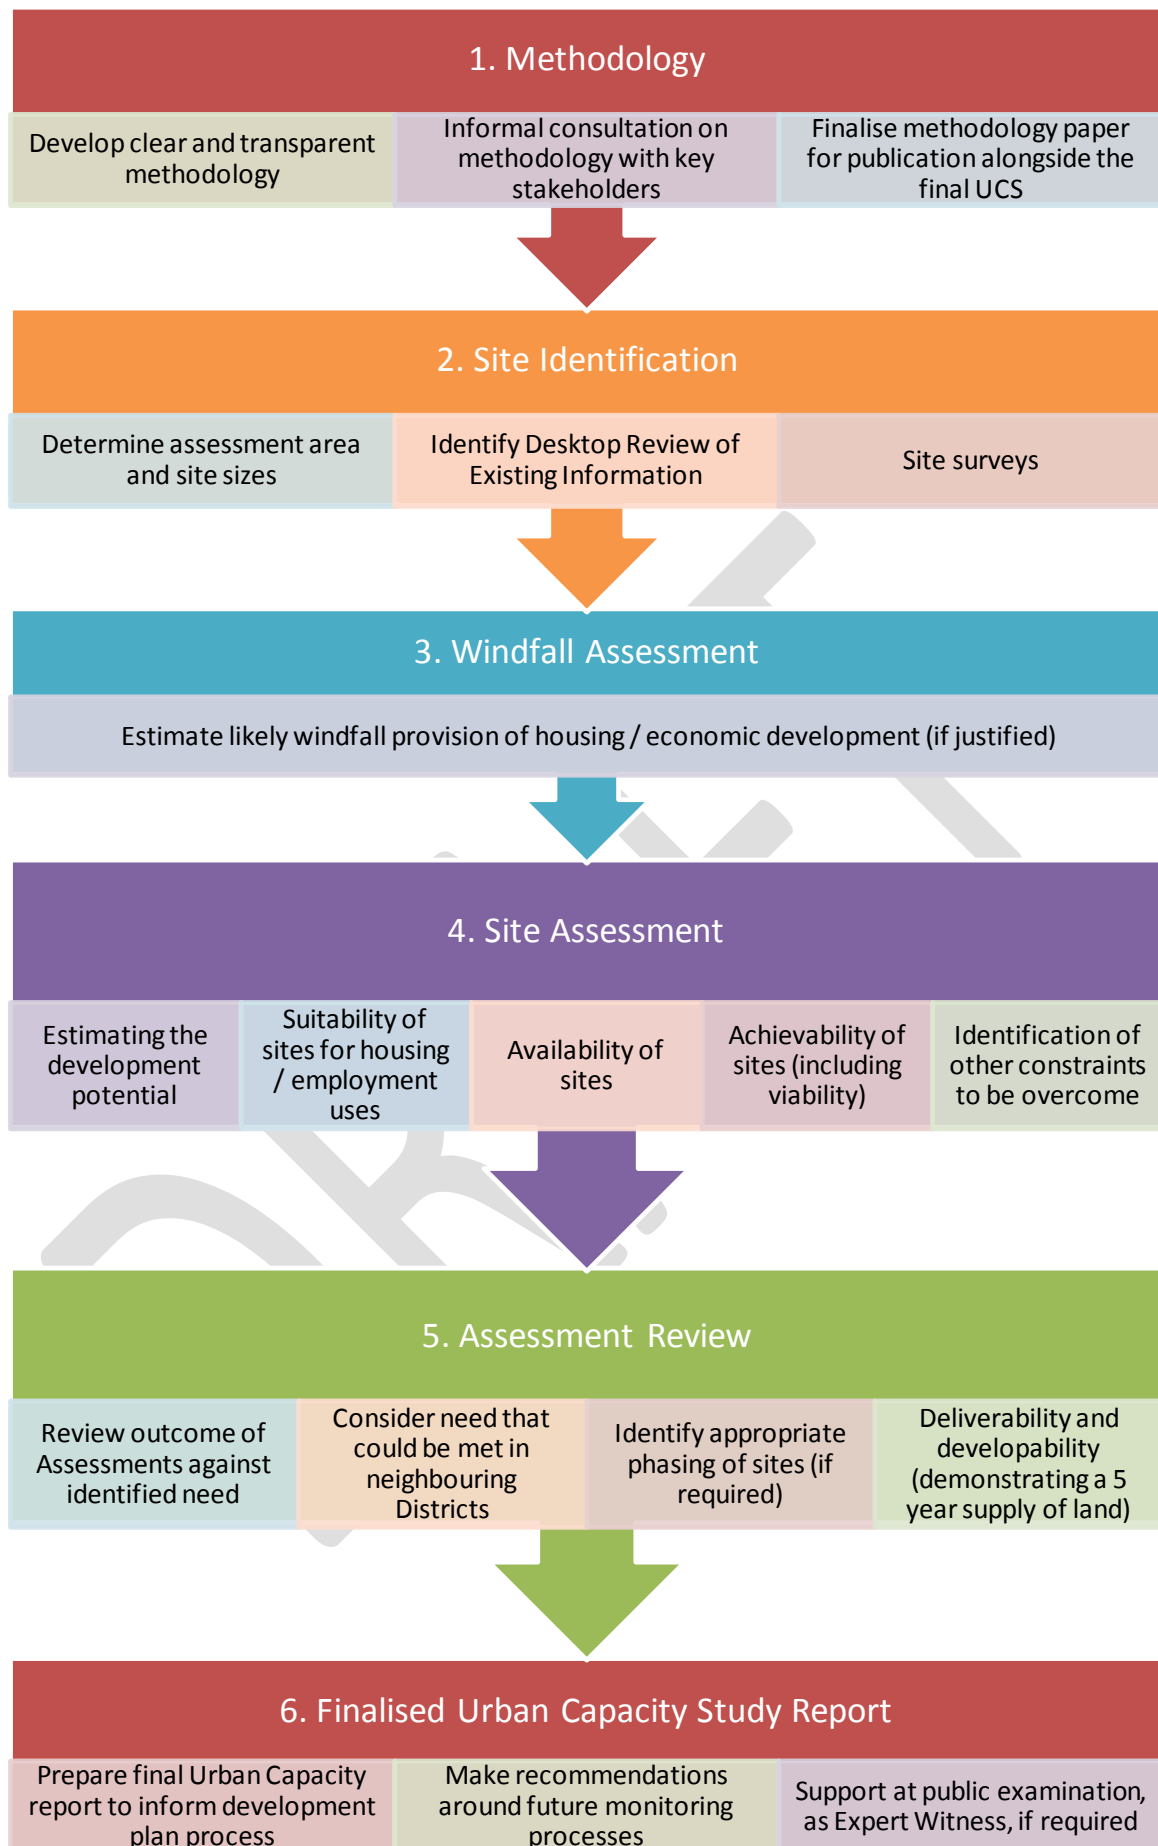 1. Methodology
Develop clear and transparent
methodology
Informal consultation on
methodology with key
stakeholders
Finalise methodology paper
for publication alongside the
final UCS
2. Site Identification
Determine assessment area
and site sizes
Identify Desktop Review of
Existing Information
Site surveys
3. Windfall Assessment
Estimate likely windfall provision of housing / economic development (if justified)
4. Site Assessment
Estimating the
development
potential
Suitability of
sites for housing
/ employment
uses
Availability of
sites
Achievability of
sites (including
viability)
Identification of
other constraints
to be overcome
5. Assessment Review
Review outcome of
Assessments against
identified need
Consider need that
could be met in
neighbouring
Districts
Identify appropriate
phasing of sites (if
required)
Deliverability and
developability
(demonstrating a 5
year supply of land)
6. Finalised Urban Capacity Study Report
Prepare final Urban Capacity
report to inform development
plan process
Make recommendations
around future monitoring
processes
Support at public examination,
as Expert Witness, if required